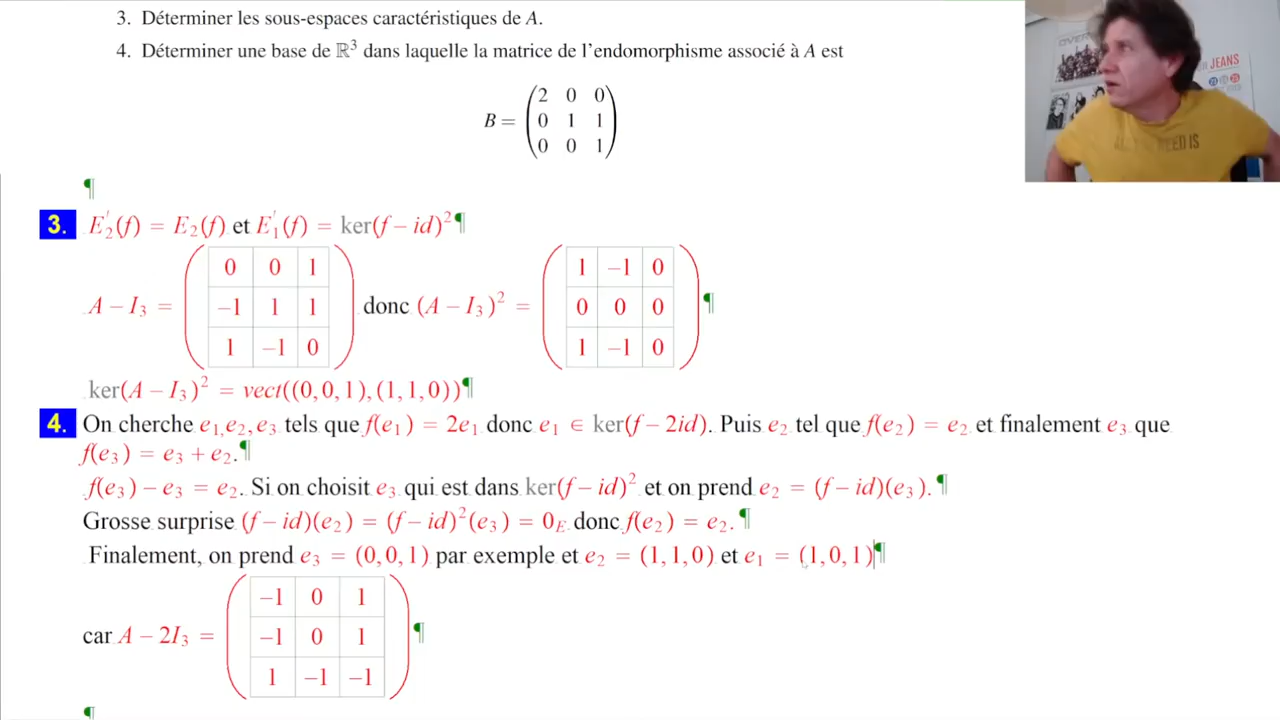 3. Déterminer les sous-espaces caractéristiques de A.
4. Déterminer une base de ℝ³ dans laquelle la matrice de l'endomorphisme associé à A est
B = (2 0 0
0 1 1
0 0 1)
¶
3. E₂′(f) = E₂(f) et E₁′(f) = ker(f – id)²¶
A – I₃ = (0 0 1
–1 1 1
1 –1 0) donc (A – I₃)² = (1 –1 0
0 0 0
1 –1 0)¶
ker(A – I₃)² = vect((0,0,1),(1,1,0))¶
4. On cherche e₁,e₂,e₃ tels que f(e₁) = 2e₁ donc e₁ ∈ ker(f – 2id). Puis e₂ tel que f(e₂) = e₂ et finalement e₃ que
f(e₃) = e₃ + e₂.¶
f(e₃) – e₃ = e₂. Si on choisit e₃ qui est dans ker(f – id)² et on prend e₂ = (f – id)(e₃).¶
Grosse surprise (f – id)(e₂) = (f – id)²(e₃) = 0_E donc f(e₂) = e₂.¶
Finalement, on prend e₃ = (0,0,1) par exemple et e₂ = (1,1,0) et e₁ = (1,0,1)¶
car A – 2I₃ = (–1 0 1
–1 0 1
1 –1 –1)¶
¶
JEANS